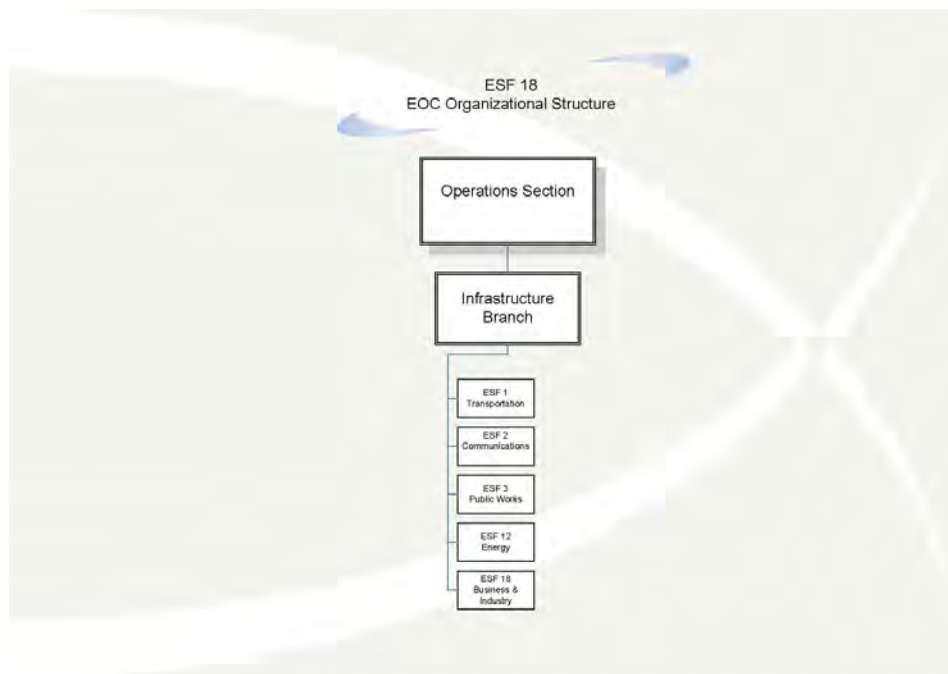 ESF 18
EOC Organizational Structure
Operations Section
Infrastructure
Branch
ESF 1
Transportation
ESF 2
Communications
ESF 3
Public Works
ESF 12
Energy
ESF 18
Business &
Industry